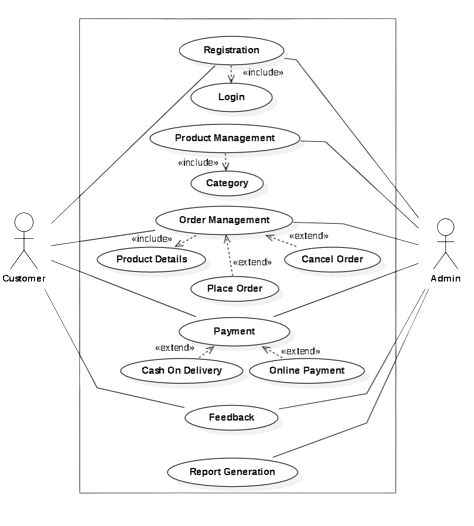 Registration
«include»
Login
Product Management
«include»
Category
Order Management
«include»
«extend»
Product Details
Cancel Order
«extend»
Place Order
Customer
Admin
Payment
«extend»
«extend»
Cash On Delivery
Online Payment
Feedback
Report Generation